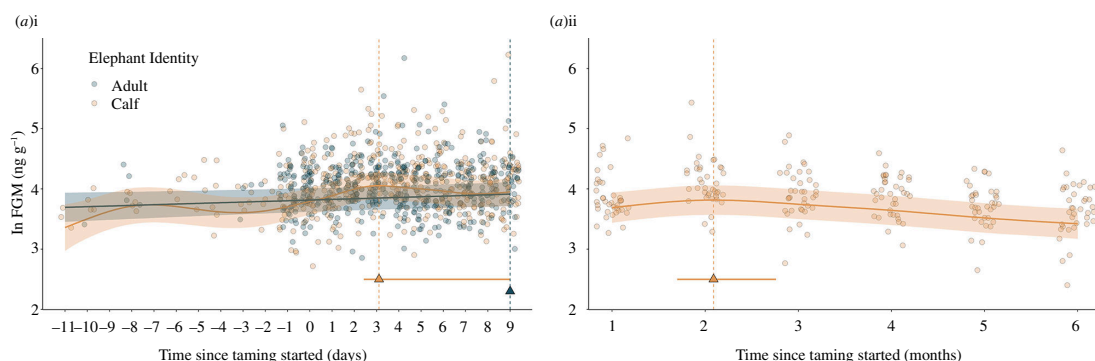 (a)i
(a)ii
Elephant Identity
Adult
Calf
ln FGM (ng g⁻¹)
6
5
4
3
2
–11 –10 –9 –8 –7 –6 –5 –4 –3 –2 –1 0 1 2 3 4 5 6 7 8 9
Time since taming started (days)
6
5
4
3
2
1 2 3 4 5 6
Time since taming started (months)